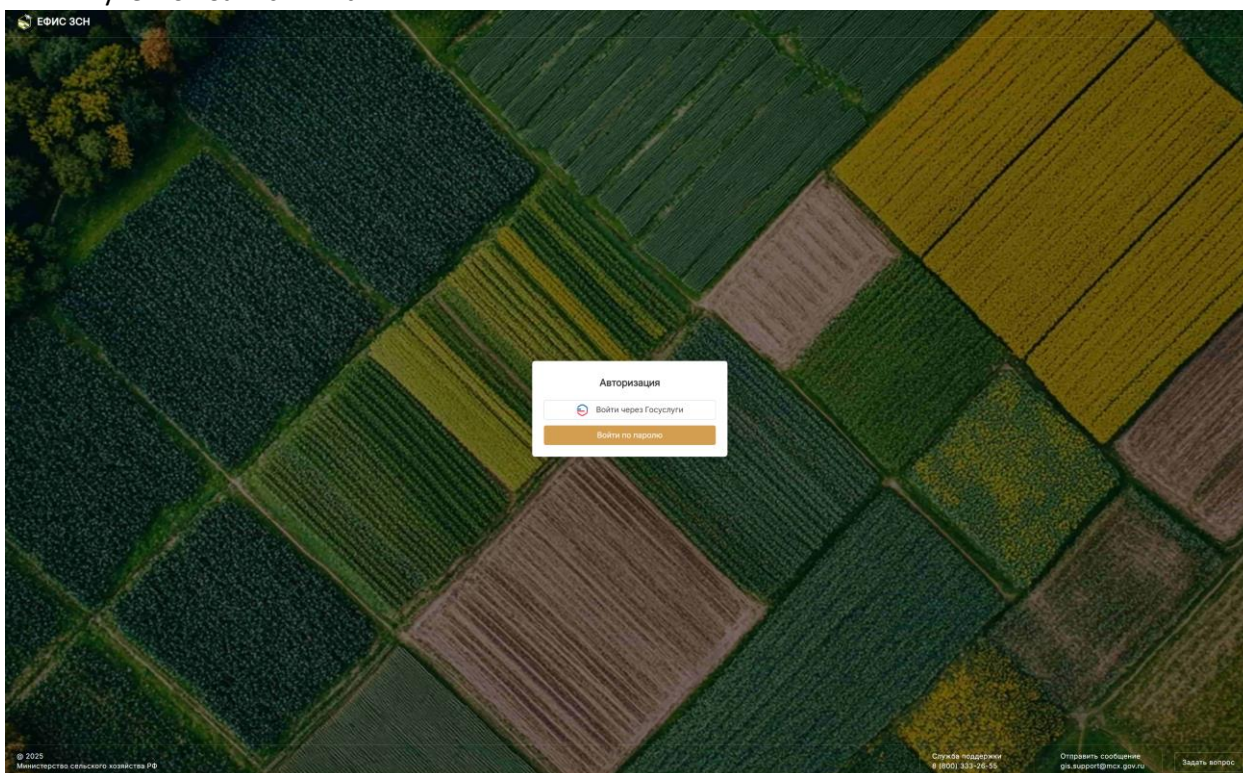 ЕФИС ЗСН
Авторизация
Войти через Госуслуги
Войти по паролю
@ 2025
Министерство сельского хозяйства РФ
Служба поддержки
8 (800) 333-26-55
Отправить сообщение
gis.support@mcx.gov.ru
Задать вопрос